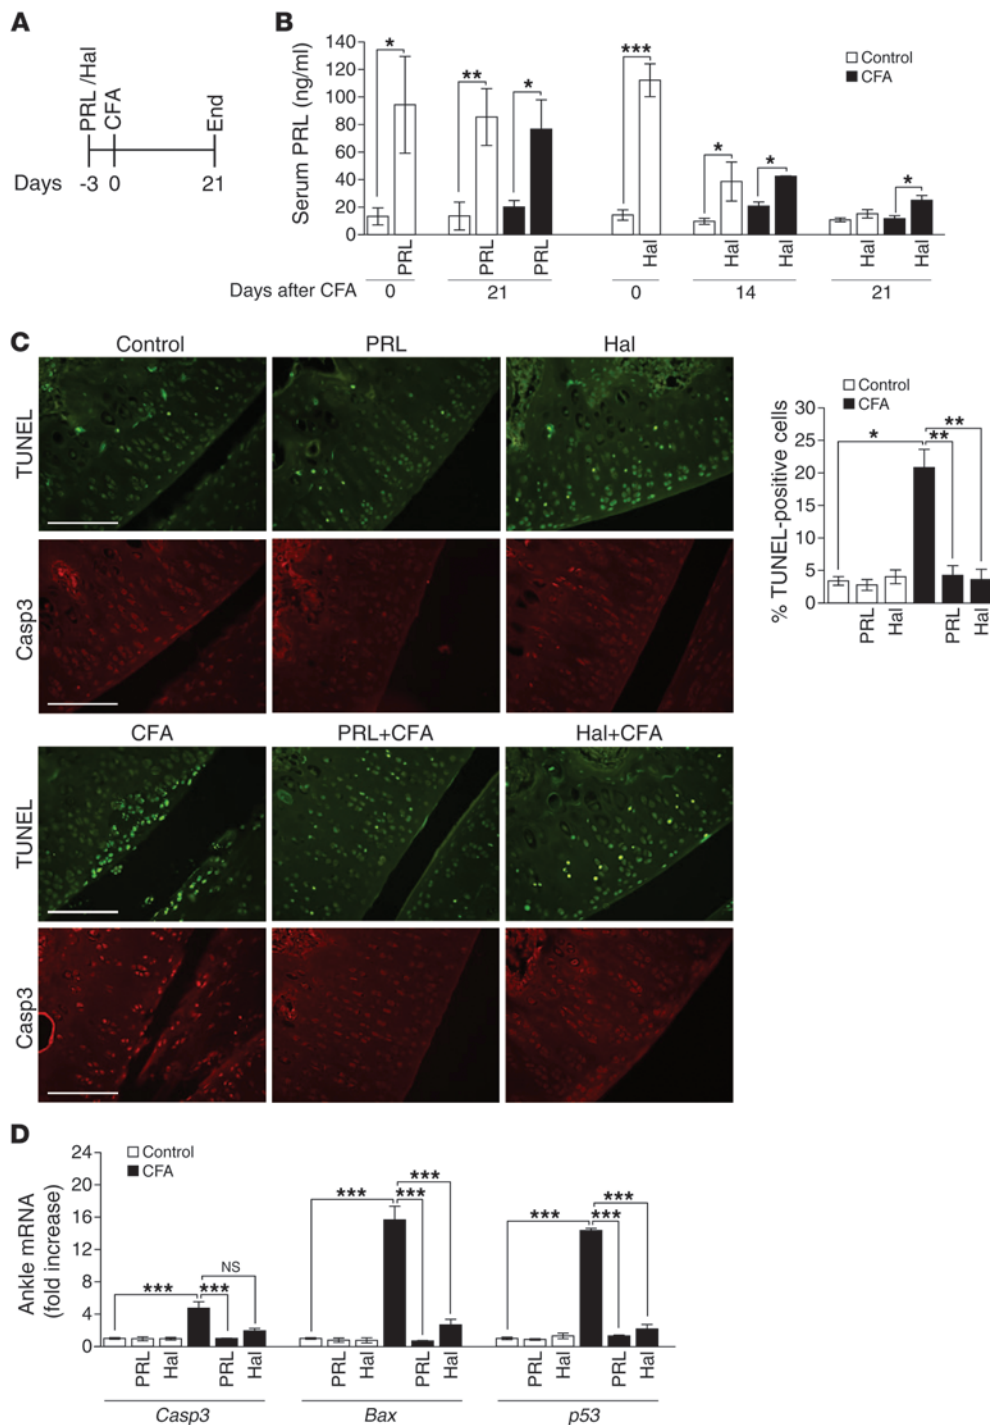 A
PRL /Hal
CFA
End
Days -3 0 21
B
Serum PRL (ng/ml)
140
120
100
80
60
40
20
0
* ** * *** * * *
Control
CFA
PRL PRL PRL Hal Hal Hal Hal Hal
Days after CFA 0 21 0 14 21
C
Control PRL Hal
TUNEL
Casp3
CFA PRL+CFA Hal+CFA
TUNEL
Casp3
Control
CFA
% TUNEL-positive cells
30
25
20
15
10
5
0
* ** **
PRL Hal PRL Hal
D
Control
CFA
Ankle mRNA
(fold increase)
24
20
16
12
8
4
0
*** *** NS
*** *** ***
*** *** ***
PRL Hal PRL Hal PRL Hal PRL Hal PRL Hal PRL Hal
Casp3 Bax p53